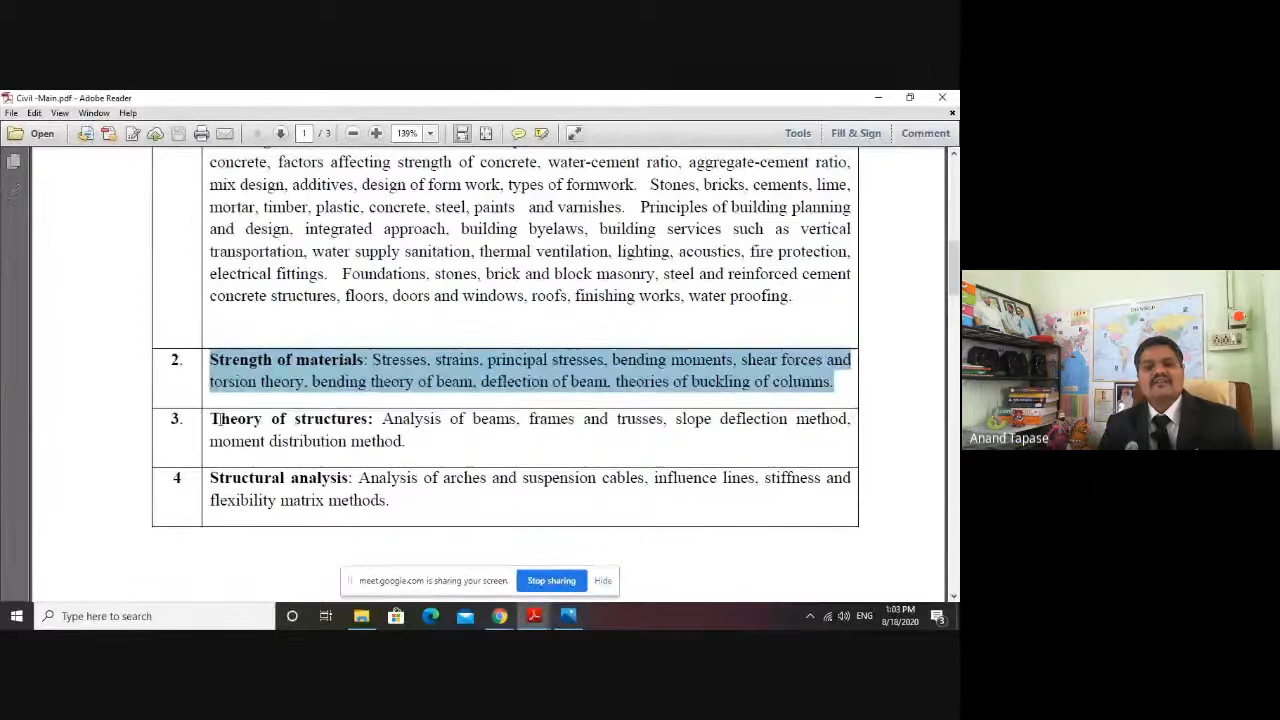 Civil -Main.pdf - Adobe Reader
File Edit View Window Help
Open 1 / 3 139% Tools Fill & Sign Comment
concrete, factors affecting strength of concrete, water-cement ratio, aggregate-cement ratio,
mix design, additives, design of form work, types of formwork. Stones, bricks, cements, lime,
mortar, timber, plastic, concrete, steel, paints and varnishes. Principles of building planning
and design, integrated approach, building byelaws, building services such as vertical
transportation, water supply sanitation, thermal ventilation, lighting, acoustics, fire protection,
electrical fittings. Foundations, stones, brick and block masonry, steel and reinforced cement
concrete structures, floors, doors and windows, roofs, finishing works, water proofing.
2. Strength of materials: Stresses, strains, principal stresses, bending moments, shear forces and
torsion theory, bending theory of beam, deflection of beam, theories of buckling of columns.
3. Theory of structures: Analysis of beams, frames and trusses, slope deflection method,
moment distribution method.
4 Structural analysis: Analysis of arches and suspension cables, influence lines, stiffness and
flexibility matrix methods.
meet.google.com is sharing your screen. Stop sharing Hide
Type here to search
ENG
1:03 PM
8/18/2020
3
Anand Tapase